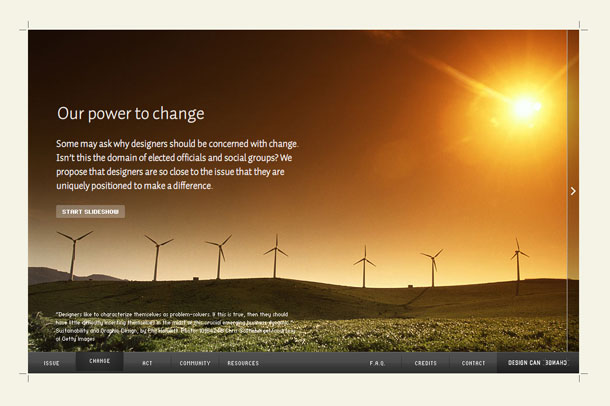 Our power to change
Some may ask why designers should be concerned with change.
Isn't this the domain of elected officials and social groups? We
propose that designers are so close to the issue that they are
uniquely positioned to make a difference.
START SLIDESHOW
"Designers like to characterize themselves as problem-solvers. If this is true, then they should
have little difficulty inserting themselves in the midst of this crucial emerging business dynamic."
Sustainability and Graphic Design, by Eric
of Getty Images
ISSUE CHANGE ACT COMMUNITY RESOURCES F.A.Q. CREDITS CONTACT DESIGN CAN CHANGE